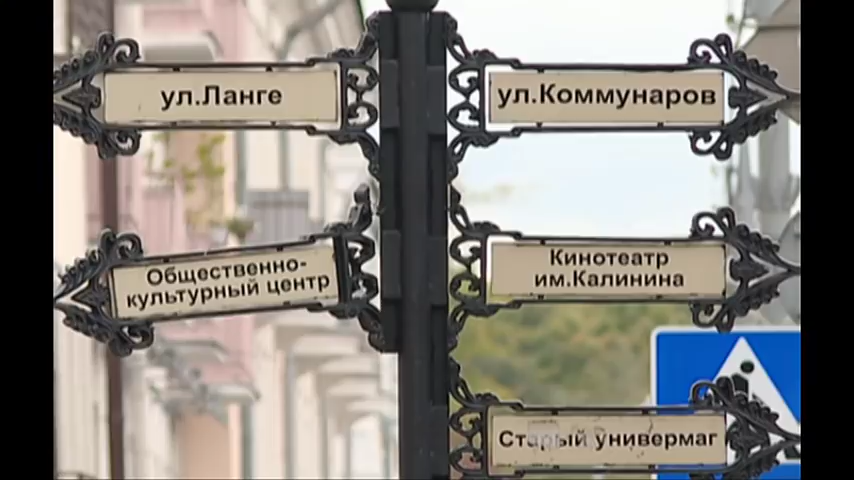 ул.Ланге
ул.Коммунаров
Общественно-
культурный центр
Кинотеатр
им.Калинина
Старый универмаг